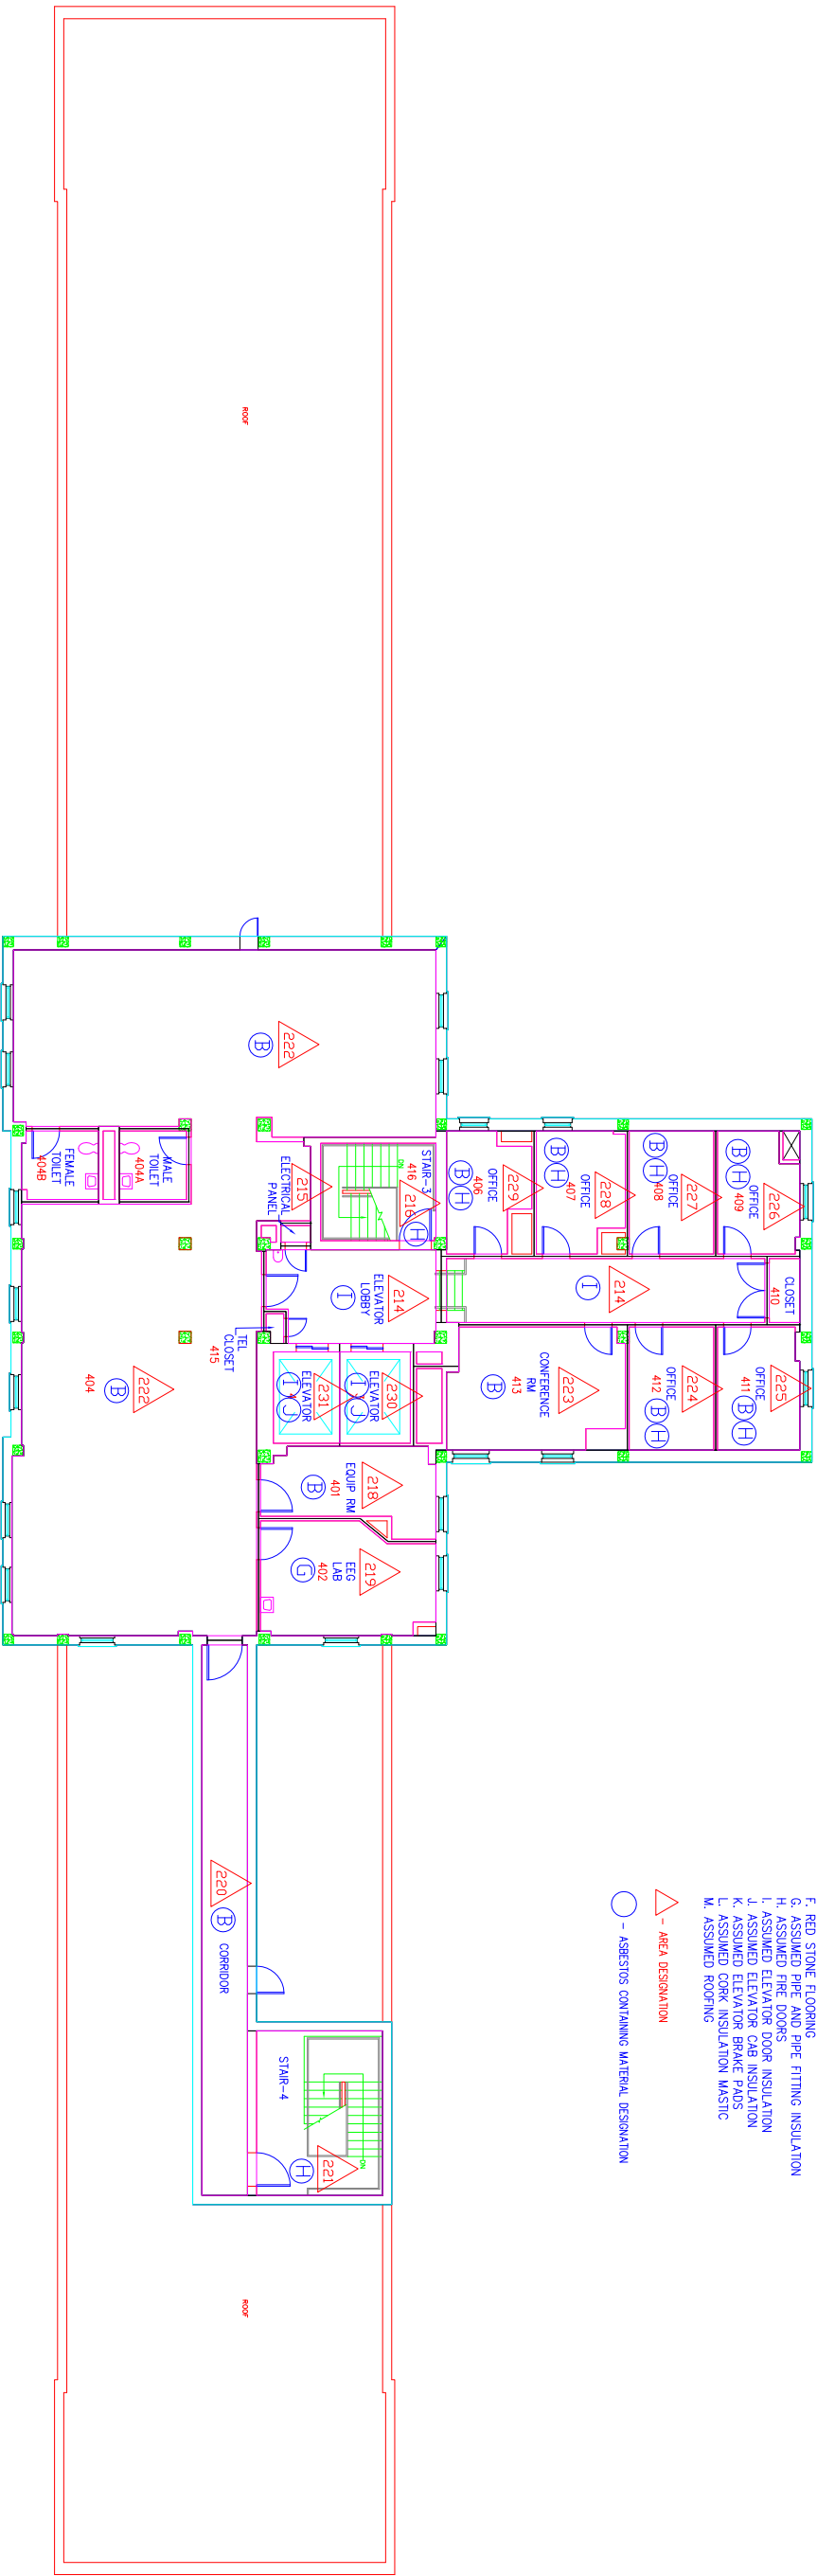 F. RED STONE FLOORING
G. ASSUMED PIPE AND PIPE FITTING INSULATION
H. ASSUMED FIRE DOORS
I. ASSUMED ELEVATOR DOOR INSULATION
J. ASSUMED ELEVATOR CAB INSULATION
K. ASSUMED ELEVATOR BRAKE PADS
L. ASSUMED CORK INSULATION MASTIC
M. ASSUMED ROOFING
- AREA DESIGNATION
- ASBESTOS CONTAINING MATERIAL DESIGNATION
226
OFFICE
409
B H
CLOSET
410
225
OFFICE
411
B H
227
OFFICE
408
B H
224
OFFICE
412
B H
228
OFFICE
407
B H
214
I
223
CONFERENCE
RM
413
B
229
OFFICE
406
B H
STAIR-3
416
216
H
DN
214
ELEVATOR
LOBBY
I
230
ELEVATOR
I J
231
ELEVATOR
I J
218
EQUIP RM
401
B
219
EEG
LAB
402
G
215
ELECTRICAL
PANEL
TEL
CLOSET
415
222
B
222
B
404
MALE
TOILET
404A
FEMALE
TOILET
404B
220
B
CORRIDOR
STAIR-4
DN
221
H
ROOF
ROOF